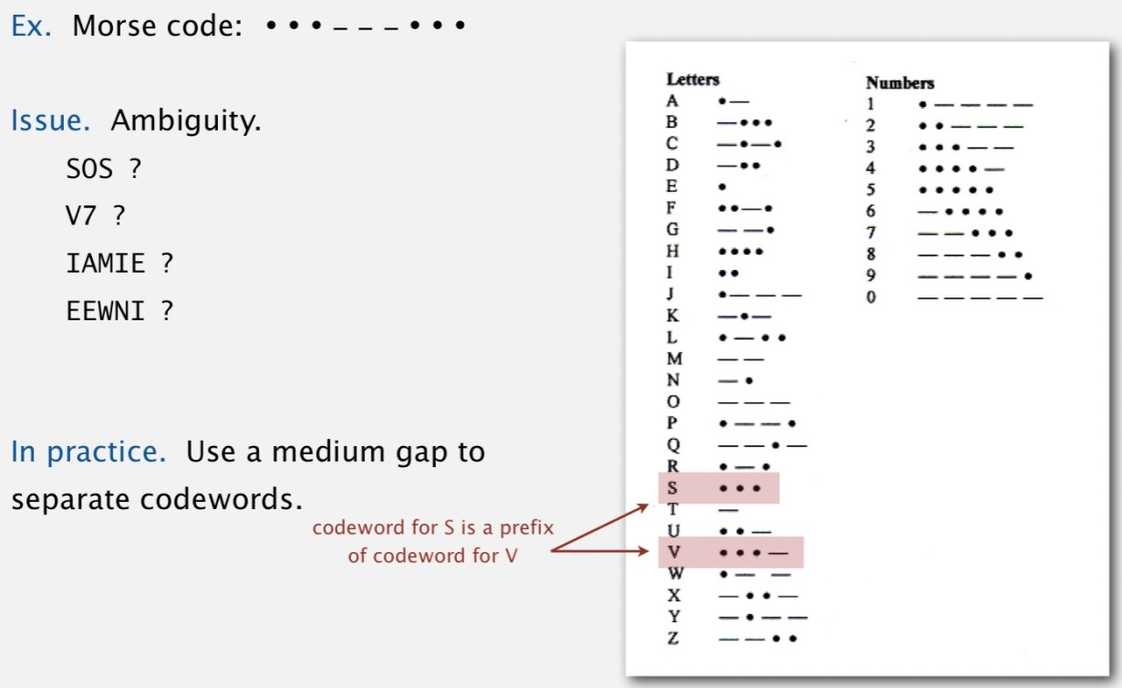 Ex. Morse code: • • • – – – • • •
Issue. Ambiguity.
SOS ?
V7 ?
IAMIE ?
EEWNI ?
In practice. Use a medium gap to
separate codewords.
codeword for S is a prefix
of codeword for V
Letters
A •—
B —•••
C —•—•
D —••
E •
F ••—•
G — —•
H ••••
I ••
J •— — —
K —•—
L • — • •
M — —
N — •
O — — —
P • — — •
Q — — • —
R • — •
S • • •
T —
U • • —
V • • • —
W • — —
X — • • —
Y — • — —
Z — — • •
Numbers
1 • — — — —
2 • • — — —
3 • • • — —
4 • • • • —
5 • • • • •
6 — • • • •
7 — — • • •
8 — — — • •
9 — — — — •
0 — — — — —